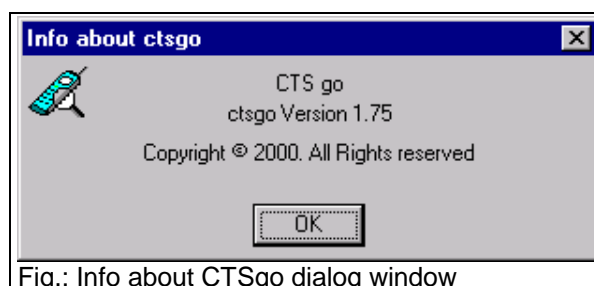 Info about ctsgo
CTS go
ctsgo Version 1.75
Copyright © 2000. All Rights reserved
OK
Fig.: Info about CTSgo dialog window